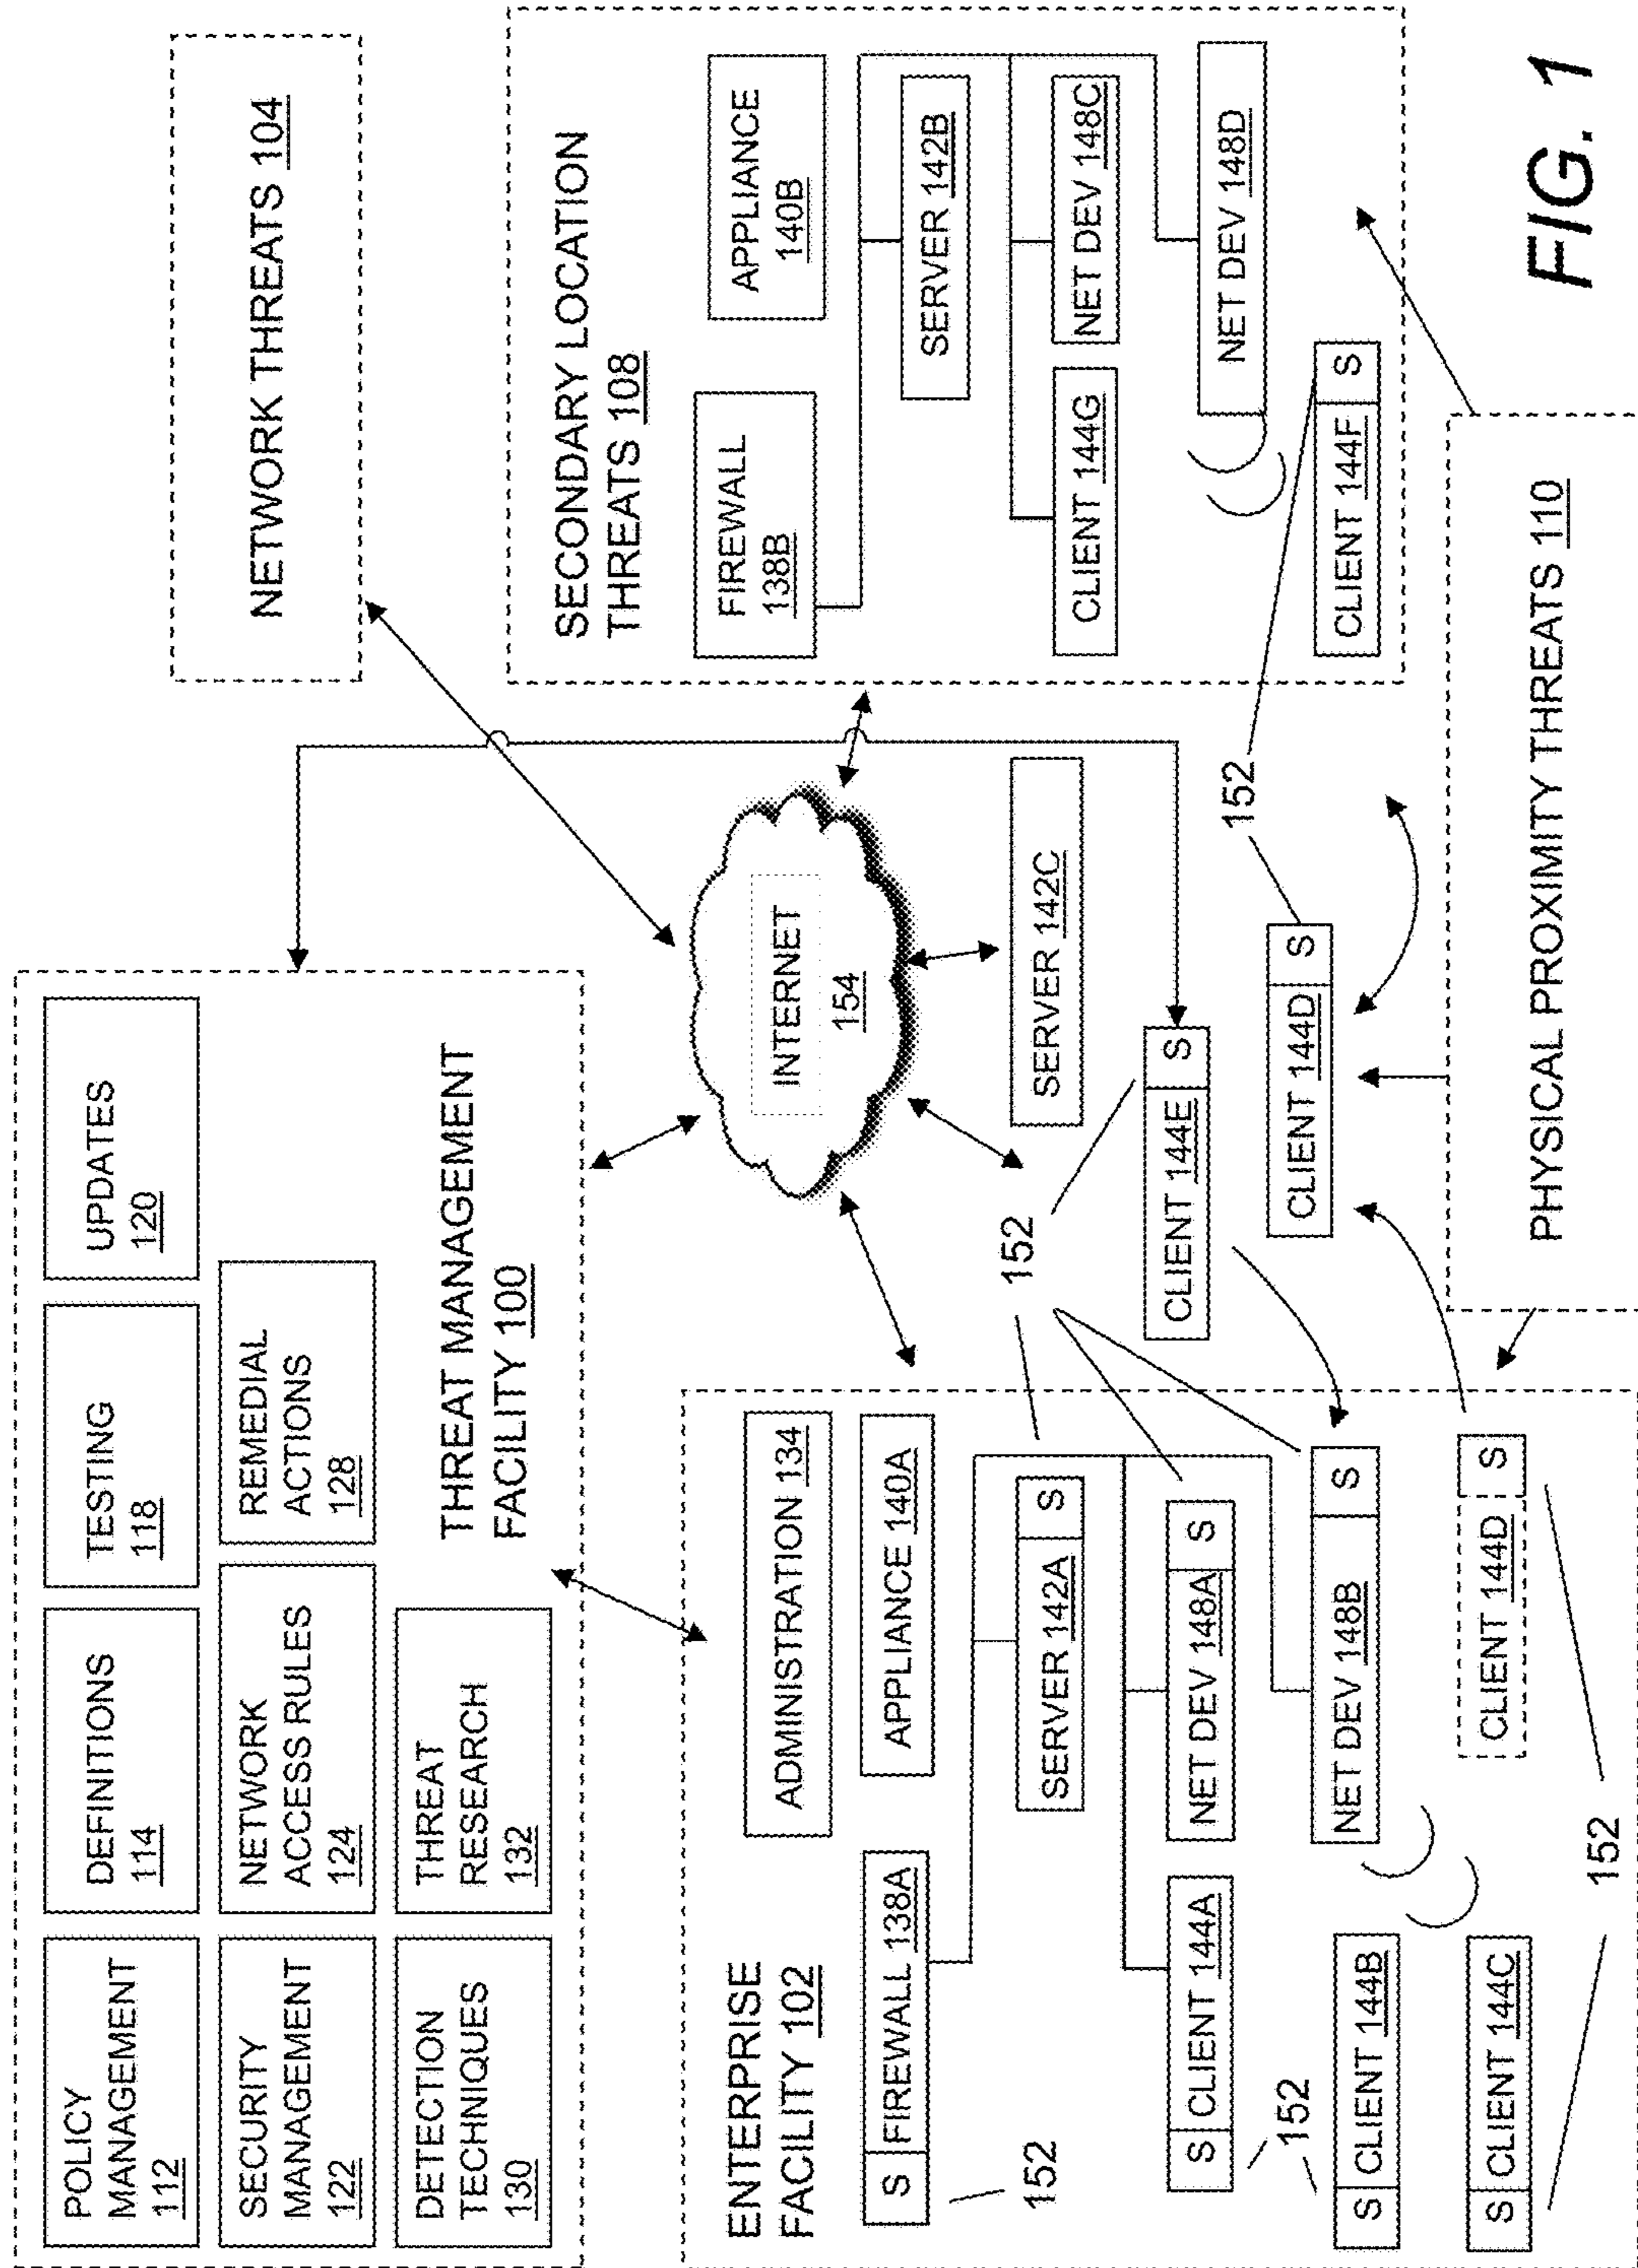 POLICY
MANAGEMENT
112
DEFINITIONS
114
TESTING
118
UPDATES
120
SECURITY
MANAGEMENT
122
NETWORK
ACCESS RULES
124
REMEDIAL
ACTIONS
128
DETECTION
TECHNIQUES
130
THREAT
RESEARCH
132
THREAT MANAGEMENT
FACILITY 100
NETWORK THREATS 104
INTERNET
154
SERVER 142C
SECONDARY LOCATION
THREATS 108
FIREWALL
138B
APPLIANCE
140B
SERVER 142B
CLIENT 144G
NET DEV 148C
NET DEV 148D
CLIENT 144F S
ENTERPRISE
FACILITY 102
ADMINISTRATION 134
S FIREWALL 138A
APPLIANCE 140A
152
SERVER 142A S
S CLIENT 144A
NET DEV 148A S
152
S CLIENT 144B
NET DEV 148B S
S CLIENT 144C
CLIENT 144D S
152
152
CLIENT 144E S
152
CLIENT 144D S
PHYSICAL PROXIMITY THREATS 110
FIG. 1